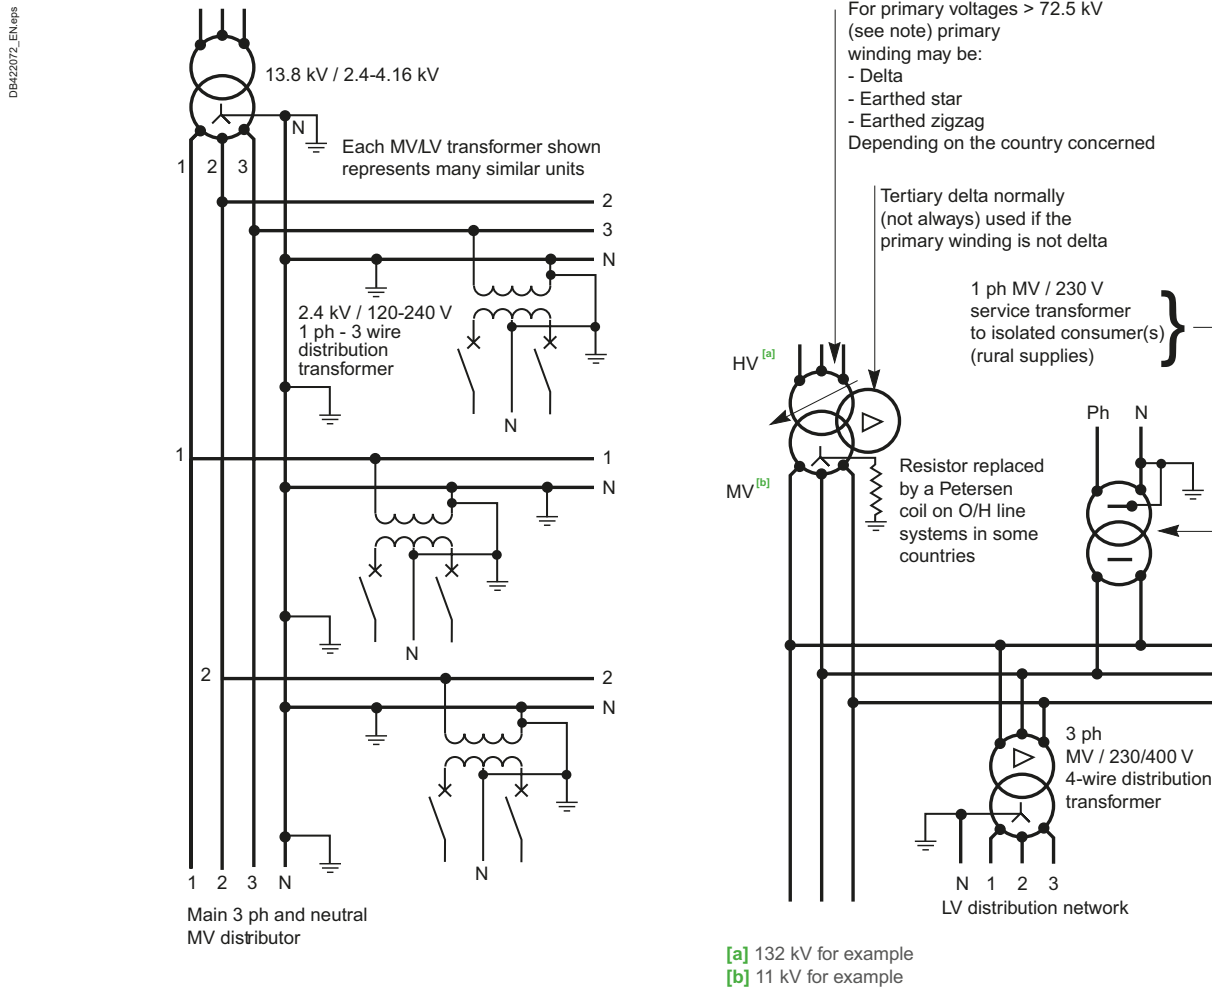 DB422072_EN.eps
13.8 kV / 2.4-4.16 kV
N
Each MV/LV transformer shown
represents many similar units
1 2 3
2
3
N
2.4 kV / 120-240 V
1 ph - 3 wire
distribution
transformer
N
1
1
N
N
2
2
N
N
1 2 3 N
Main 3 ph and neutral
MV distributor
For primary voltages > 72.5 kV
(see note) primary
winding may be:
- Delta
- Earthed star
- Earthed zigzag
Depending on the country concerned
Tertiary delta normally
(not always) used if the
primary winding is not delta
1 ph MV / 230 V
service transformer
to isolated consumer(s)
(rural supplies)
}
HV [a]
MV [b]
Resistor replaced
by a Petersen
coil on O/H line
systems in some
countries
Ph N
3 ph
MV / 230/400 V
4-wire distribution
transformer
N 1 2 3
LV distribution network
[a] 132 kV for example
[b] 11 kV for example